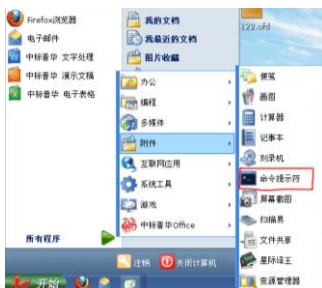 Firefox浏览器
电子邮件
中标普华 文字处理
中标普华 演示文稿
中标普华 电子表格
所有程序
我的文档
我最近的文档
图片收藏
办公
编程
多媒体
附件
互联网应用
系统工具
游戏
中标普华Office
注销
关闭计算机
开始
122.ofd
便笺
画图
计算器
记事本
刻录机
命令提示符
屏幕截图
扫描易
文件共享
星际译王
资源管理器